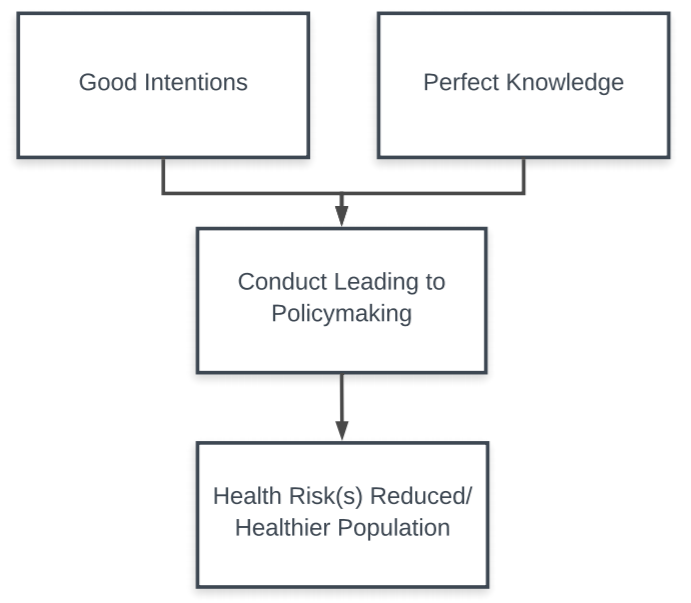 Good Intentions
Perfect Knowledge
Conduct Leading to
Policymaking
Health Risk(s) Reduced/
Healthier Population